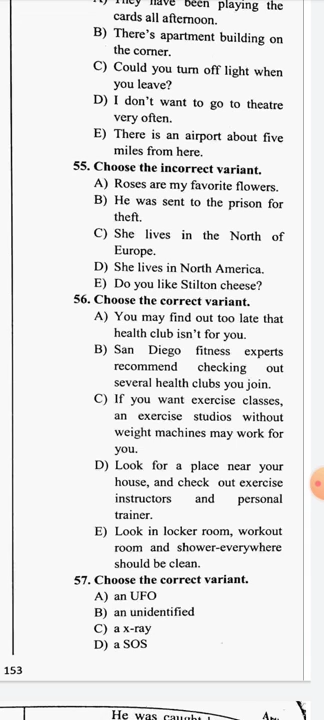 A) They have been playing the
cards all afternoon.
B) There's apartment building on
the corner.
C) Could you turn off light when
you leave?
D) I don't want to go to theatre
very often.
E) There is an airport about five
miles from here.
55. Choose the incorrect variant.
A) Roses are my favorite flowers.
B) He was sent to the prison for
theft.
C) She lives in the North of
Europe.
D) She lives in North America.
E) Do you like Stilton cheese?
56. Choose the correct variant.
A) You may find out too late that
health club isn't for you.
B) San Diego fitness experts
recommend checking out
several health clubs you join.
C) If you want exercise classes,
an exercise studios without
weight machines may work for
you.
D) Look for a place near your
house, and check out exercise
instructors and personal
trainer.
E) Look in locker room, workout
room and shower-everywhere
should be clean.
57. Choose the correct variant.
A) an UFO
B) an unidentified
C) a x-ray
D) a SOS
153
He was caught